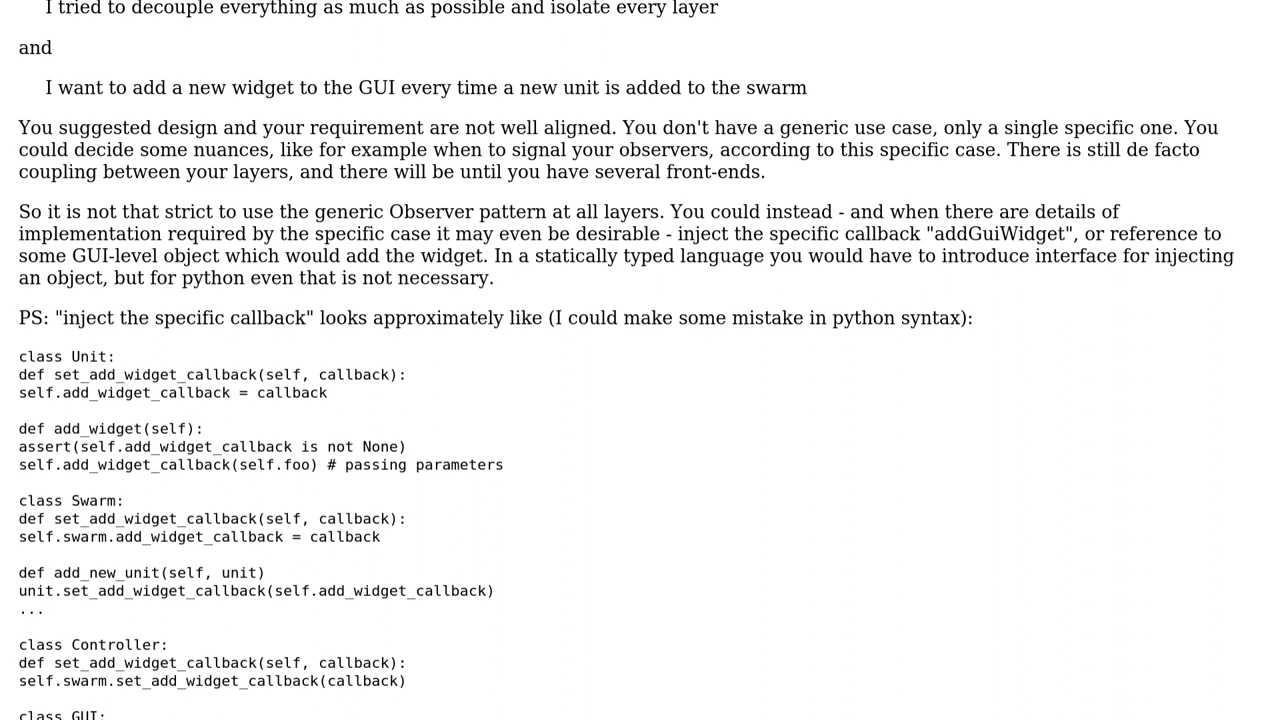 I tried to decouple everything as much as possible and isolate every layer
and
I want to add a new widget to the GUI every time a new unit is added to the swarm
You suggested design and your requirement are not well aligned. You don't have a generic use case, only a single specific one. You
could decide some nuances, like for example when to signal your observers, according to this specific case. There is still de facto
coupling between your layers, and there will be until you have several front-ends.
So it is not that strict to use the generic Observer pattern at all layers. You could instead - and when there are details of
implementation required by the specific case it may even be desirable - inject the specific callback "addGuiWidget", or reference to
some GUI-level object which would add the widget. In a statically typed language you would have to introduce interface for injecting
an object, but for python even that is not necessary.
PS: "inject the specific callback" looks approximately like (I could make some mistake in python syntax):
class Unit:
def set_add_widget_callback(self, callback):
self.add_widget_callback = callback
def add_widget(self):
assert(self.add_widget_callback is not None)
self.add_widget_callback(self.foo) # passing parameters
class Swarm:
def set_add_widget_callback(self, callback):
self.swarm.add_widget_callback = callback
def add_new_unit(self, unit)
unit.set_add_widget_callback(self.add_widget_callback)
...
class Controller:
def set_add_widget_callback(self, callback):
self.swarm.set_add_widget_callback(callback)
class GUI: